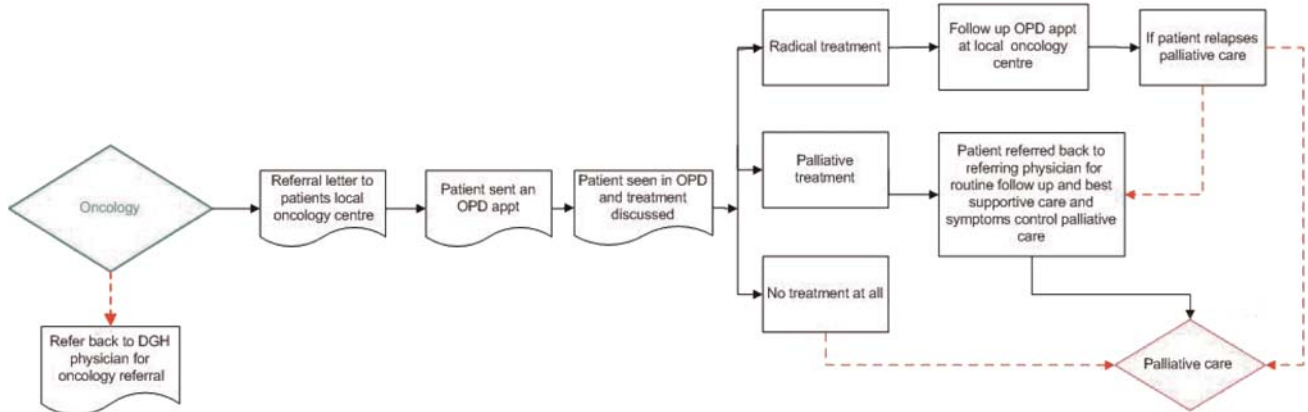 Oncology
Refer back to DGH
physician for
oncology referral
Referral letter to
patients local
oncology centre
Patient sent an
OPD appt
Patient seen in OPD
and treatment
discussed
Radical treatment
Follow up OPD appt
at local oncology
centre
If patient relapses
palliative care
Palliative
treatment
Patient referred back to
referring physician for
routine follow up and best
supportive care and
symptoms control palliative
care
No treatment at all
Palliative care